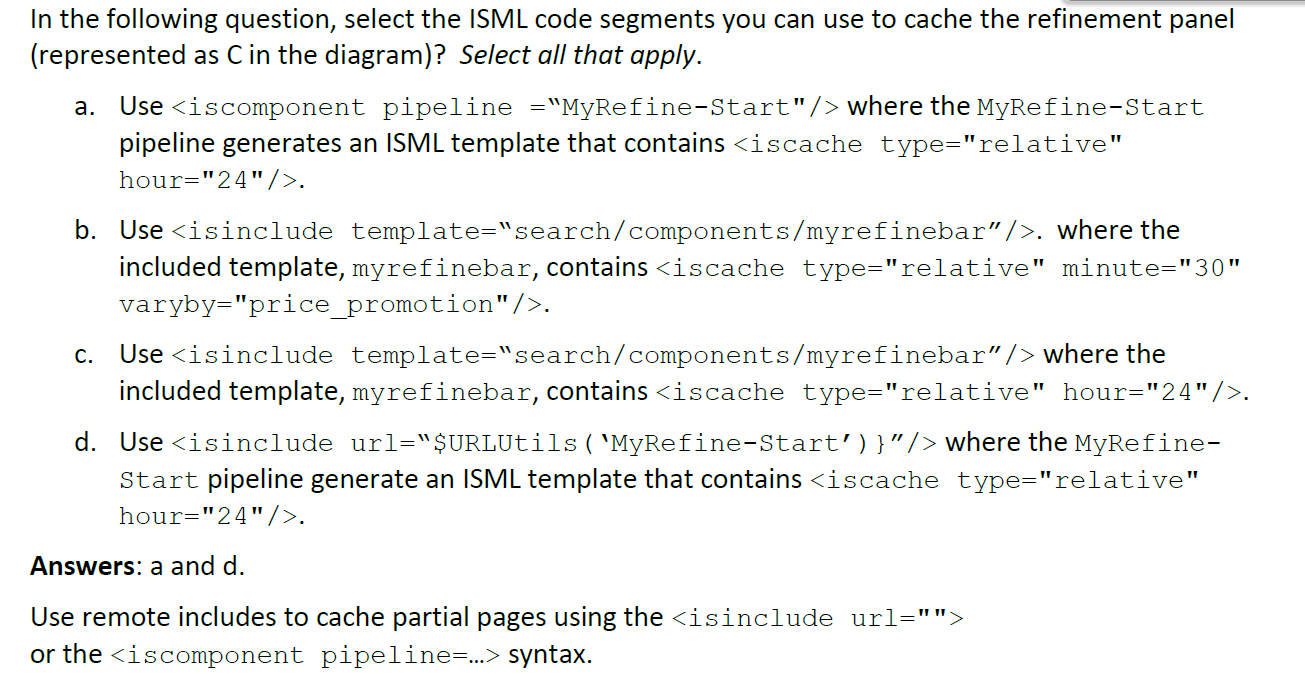 In the following question, select the ISML code segments you can use to cache the refinement panel
(represented as C in the diagram)? Select all that apply.
a. Use <iscomponent pipeline =“MyRefine-Start"/> where the MyRefine-Start
pipeline generates an ISML template that contains <iscache type="relative"
hour="24"/>.
b. Use <isinclude template=“search/components/myrefinebar”/>. where the
included template, myrefinebar, contains <iscache type="relative" minute="30"
varyby="price_promotion"/>.
c. Use <isinclude template=“search/components/myrefinebar”/> where the
included template, myrefinebar, contains <iscache type="relative" hour="24"/>.
d. Use <isinclude url=“$URLUtils(‘MyRefine-Start’)}”/> where the MyRefine-
Start pipeline generate an ISML template that contains <iscache type="relative"
hour="24"/>.
Answers: a and d.
Use remote includes to cache partial pages using the <isinclude url="">
or the <iscomponent pipeline=…> syntax.